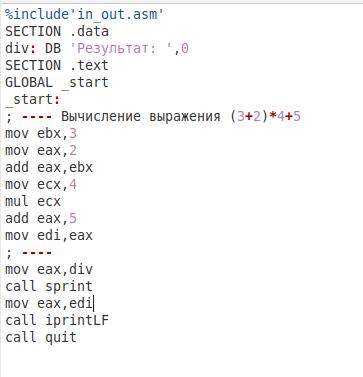 %include'in_out.asm'
SECTION .data
div: DB 'Результат: ',0
SECTION .text
GLOBAL _start
_start:
; ---- Вычисление выражения (3+2)*4+5
mov ebx,3
mov eax,2
add eax,ebx
mov ecx,4
mul ecx
add eax,5
mov edi,eax
; ----
mov eax,div
call sprint
mov eax,edi
call iprintLF
call quit